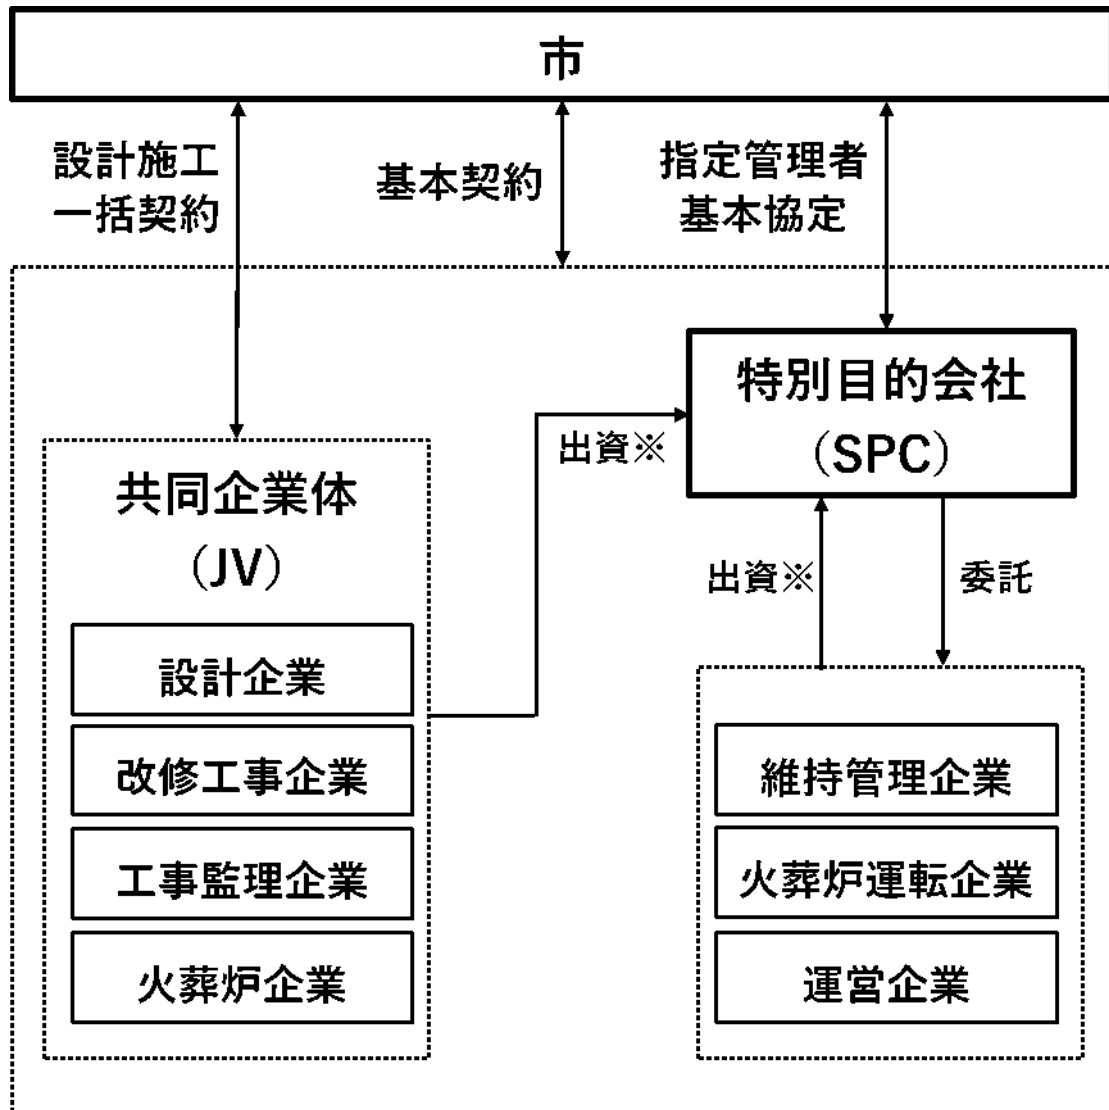 市
設計施工
一括契約
基本契約
指定管理者
基本協定
特別目的会社
（SPC）
出資※
共同企業体
（JV）
出資※
委託
設計企業
改修工事企業
工事監理企業
火葬炉企業
維持管理企業
火葬炉運転企業
運営企業